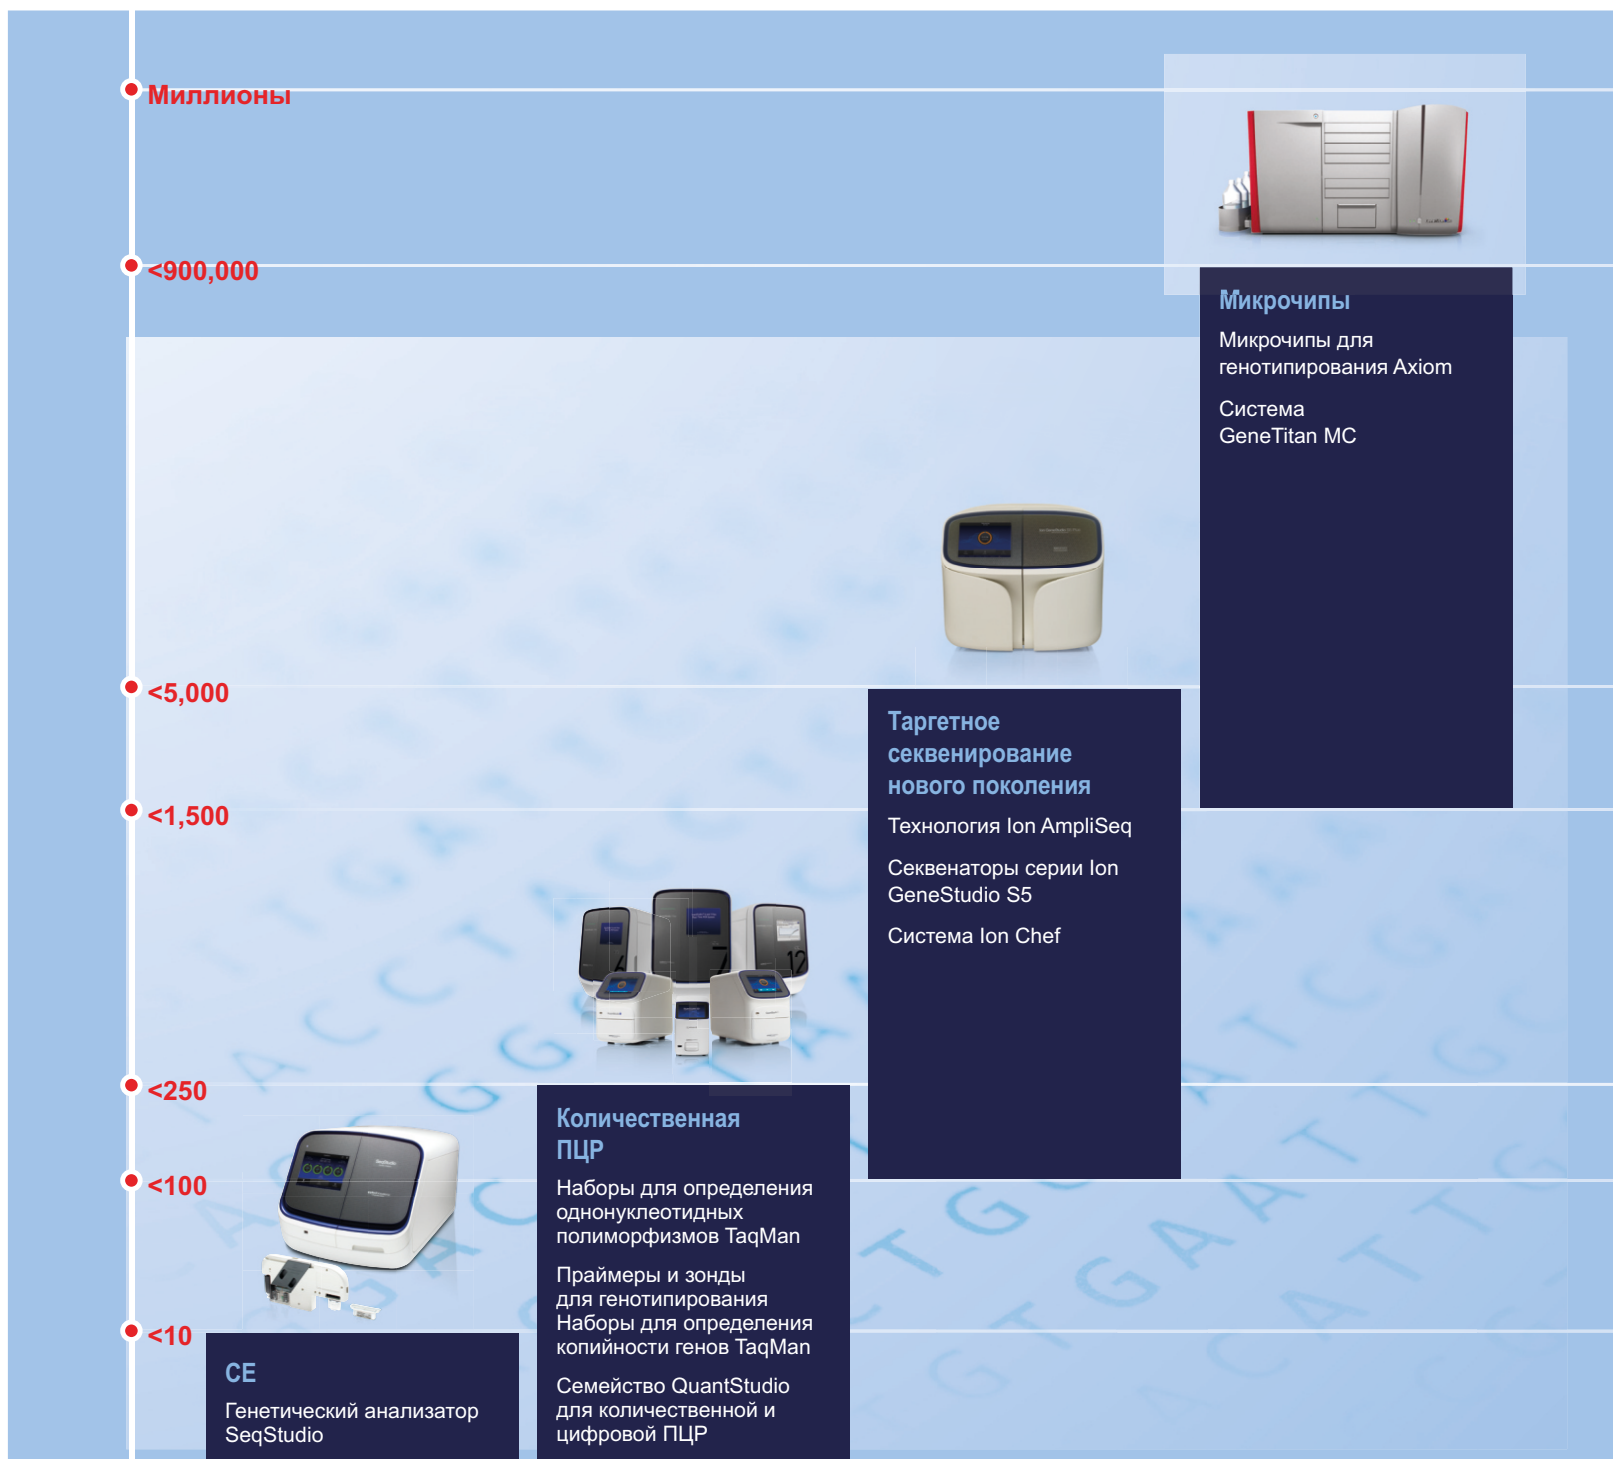 Миллионы
<900,000
Микрочипы
Микрочипы для
генотипирования Axiom
Система
GeneTitan MC
<5,000
Таргетное
секвенирование
нового поколения
Технология Ion AmpliSeq
Секвенаторы серии Ion
GeneStudio S5
Система Ion Chef
<1,500
6
7
12
<250
Количественная
ПЦР
Наборы для определения
однонуклеотидных
полиморфизмов TaqMan
Праймеры и зонды
для генотипирования
Наборы для определения
копийности генов TaqMan
Семейство QuantStudio
для количественной и
цифровой ПЦР
<100
<10
CE
Генетический анализатор
SeqStudio